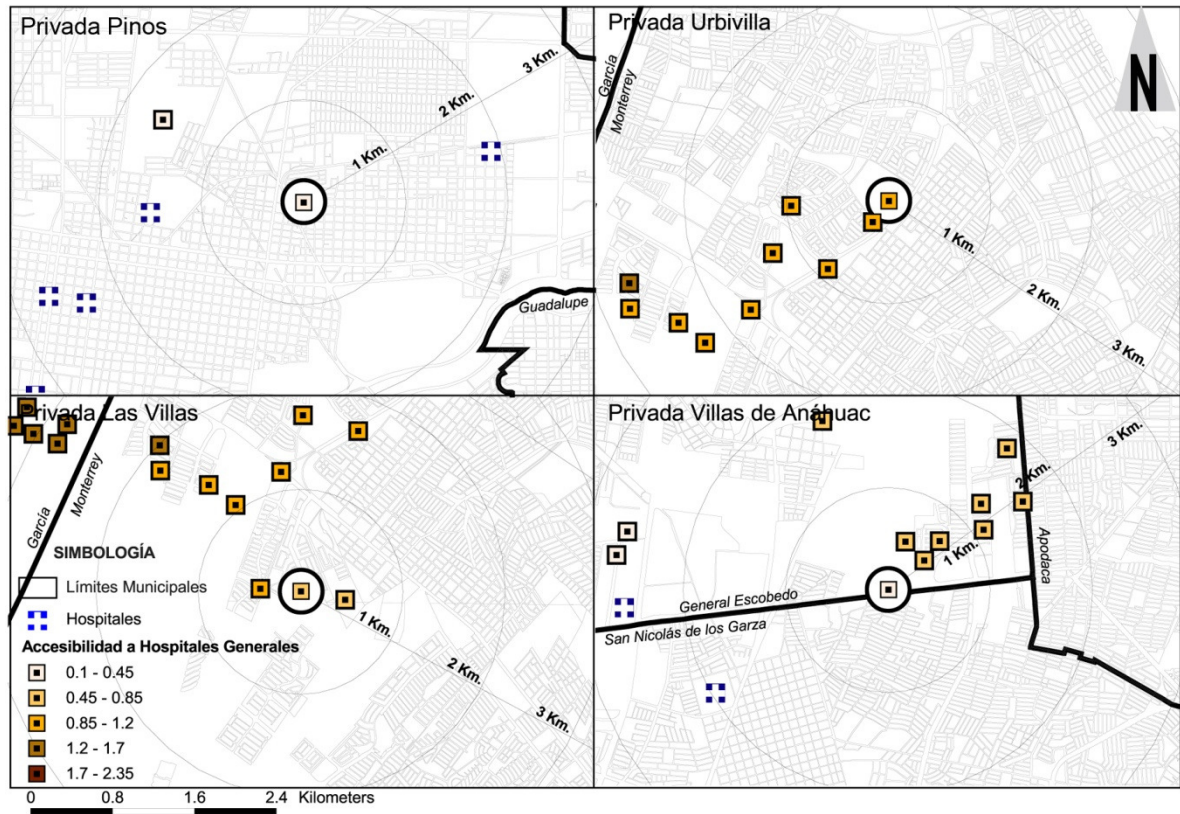 Privada Pinos
1 Km.
2 Km.
3 Km.
Guadalupe
Privada Urbivilla
García
Monterrey
N
1 Km.
2 Km.
3 Km.
Privada Las Villas
García
Monterrey
1 Km.
2 Km.
3 Km.
SIMBOLOGÍA
Límites Municipales
Hospitales
Accesibilidad a Hospitales Generales
0.1 - 0.45
0.45 - 0.85
0.85 - 1.2
1.2 - 1.7
1.7 - 2.35
0 0.8 1.6 2.4 Kilometers
Privada Villas de Anáhuac
1 Km.
2 Km.
3 Km.
Apodaca
General Escobedo
San Nicolás de los Garza